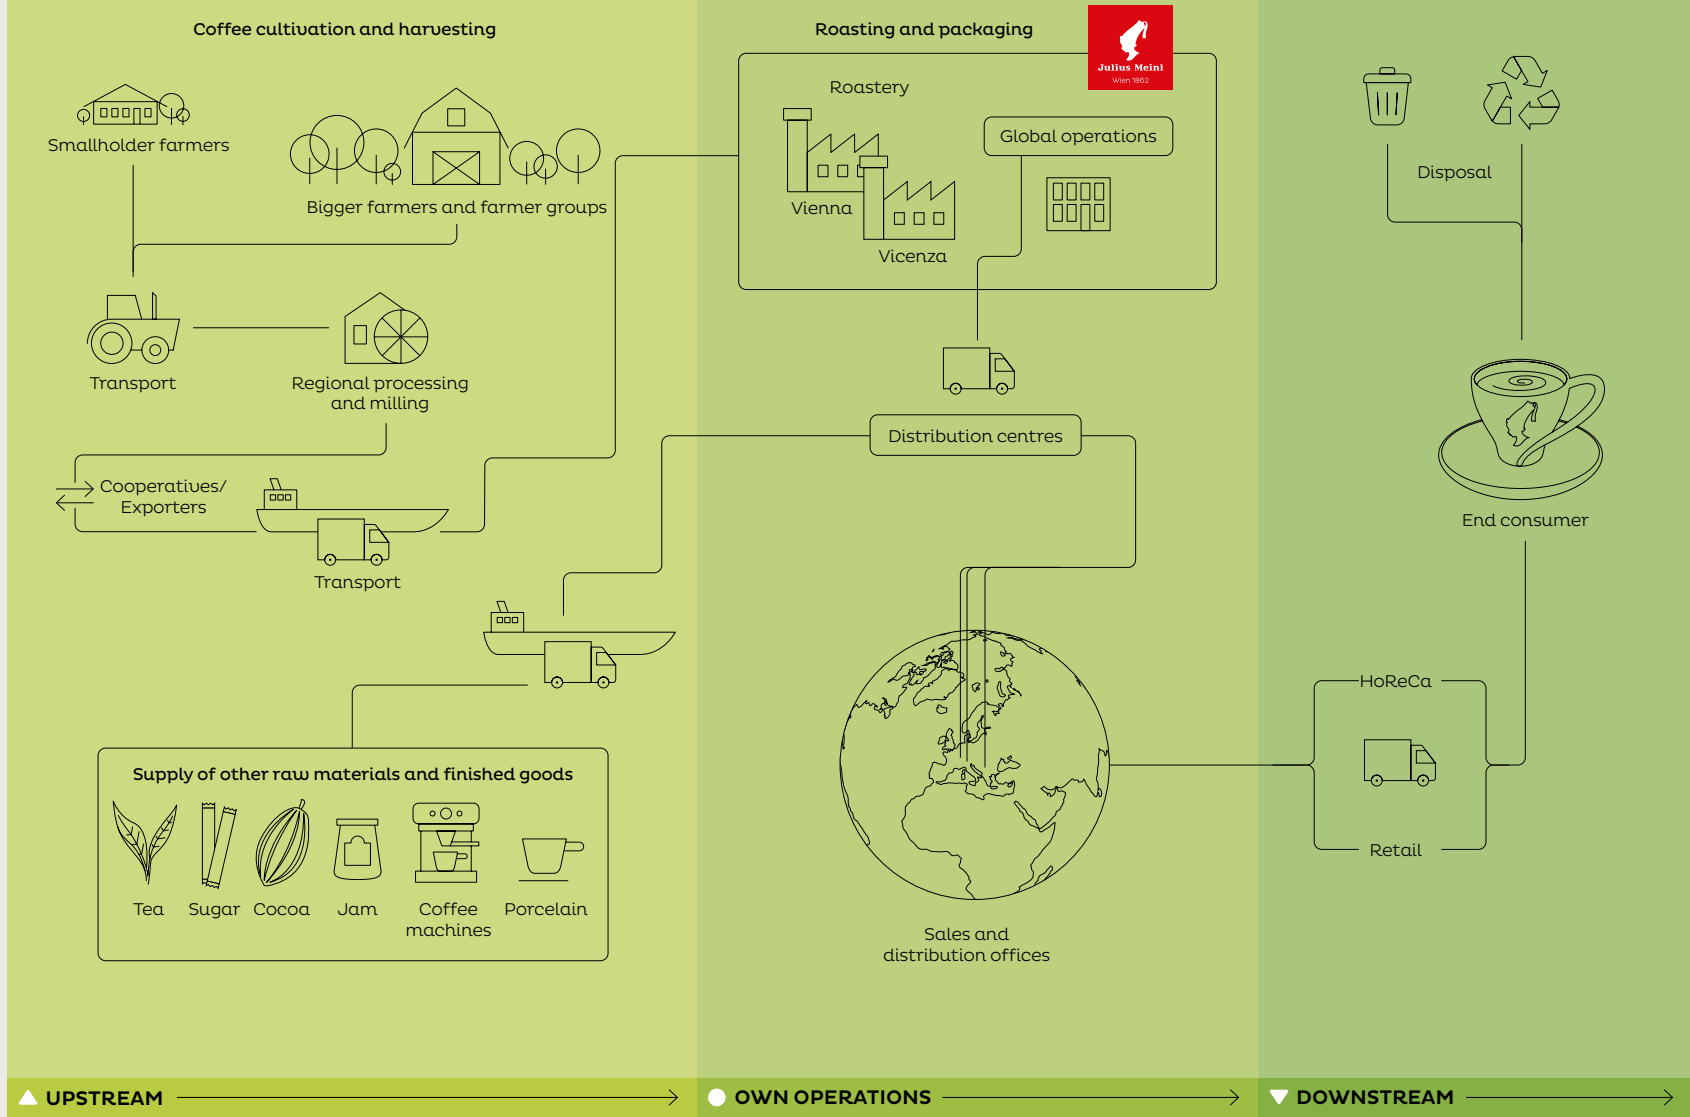 Coffee cultivation and harvesting
Smallholder farmers
Bigger farmers and farmer groups
Transport
Regional processing
and milling
Cooperatives/
Exporters
Transport
Supply of other raw materials and finished goods
Tea
Sugar
Cocoa
Jam
Coffee
machines
Porcelain
Roasting and packaging
Julius Meinl
Wien 1862
Roastery
Global operations
Vienna
Vicenza
Distribution centres
Sales and
distribution offices
Disposal
End consumer
HoReCa
Retail
UPSTREAM
OWN OPERATIONS
DOWNSTREAM